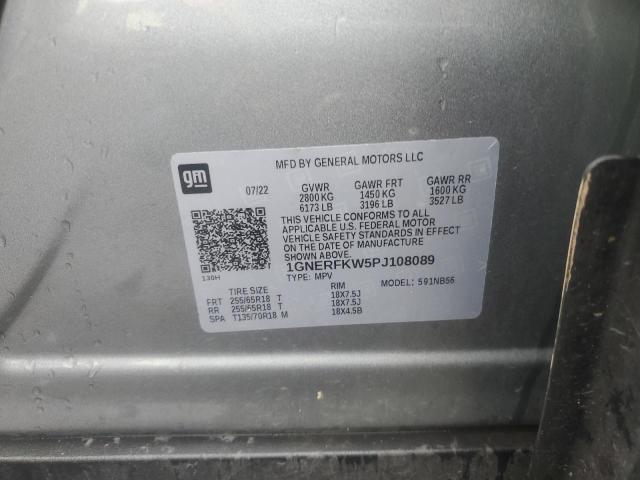 gm
MFD BY GENERAL MOTORS LLC
07/22 GVWR GAWR FRT GAWR RR
2800 KG 1450 KG 1600 KG
6173 LB 3196 LB 3527 LB
THIS VEHICLE CONFORMS TO ALL
APPLICABLE U.S. FEDERAL MOTOR
VEHICLE SAFETY STANDARDS IN EFFECT
ON THE DATE OF MANUFACTURE
SHOWN ABOVE.
1GNERFKW5PJ108089
130H TYPE: MPV MODEL: 591NB56
TIRE SIZE RIM
FRT 255/65R18 T 18X7.5J
RR 255/65R18 T 18X7.5J
SPA T135/70R18 M 18X4.5B